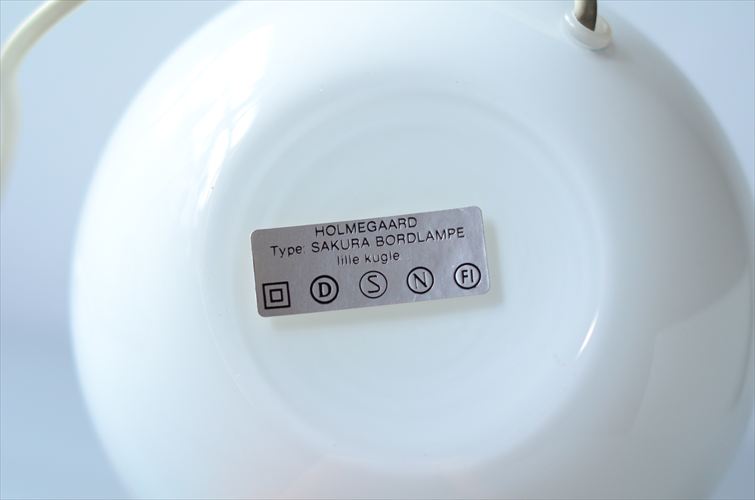 HOLMEGAARD
Type: SAKURA BORDLAMPE
lille kugle
D S N FI